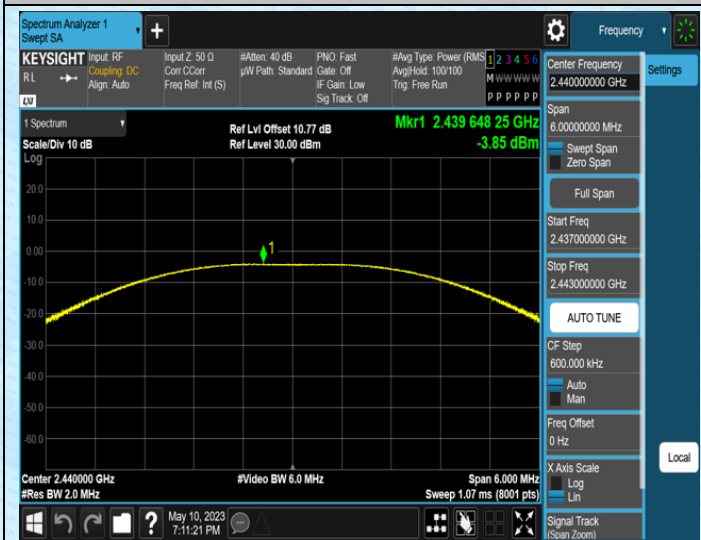 Spectrum Analyzer 1
Swept SA
+
Frequency
KEYSIGHT
RL
LXI
Input: RF
Coupling: DC
Align: Auto
Input Z: 50 Ω
Corr CCorr
Freq Ref: Int (S)
#Atten: 40 dB
µW Path: Standard
PNO: Fast
Gate: Off
IF Gain: Low
Sig Track: Off
#Avg Type: Power (RMS
Avg|Hold: 100/100
Trig: Free Run
1 2 3 4 5 6
M W W W W W
P P P P P P
1 Spectrum
Scale/Div 10 dB
Log
Ref Lvl Offset 10.77 dB
Ref Level 30.00 dBm
Mkr1 2.439 648 25 GHz
-3.85 dBm
20.0
10.0
0.00
-10.0
-20.0
-30.0
-40.0
-50.0
-60.0
1
Center 2.440000 GHz
#Res BW 2.0 MHz
#Video BW 6.0 MHz
Span 6.000 MHz
Sweep 1.07 ms (8001 pts)
?
May 10, 2023
7:11:21 PM
Center Frequency
2.440000000 GHz
Settings
Span
6.00000000 MHz
Swept Span
Zero Span
Full Span
Start Freq
2.437000000 GHz
Stop Freq
2.443000000 GHz
AUTO TUNE
CF Step
600.000 kHz
Auto
Man
Freq Offset
0 Hz
X Axis Scale
Log
Lin
Local
Signal Track
(Span Zoom)